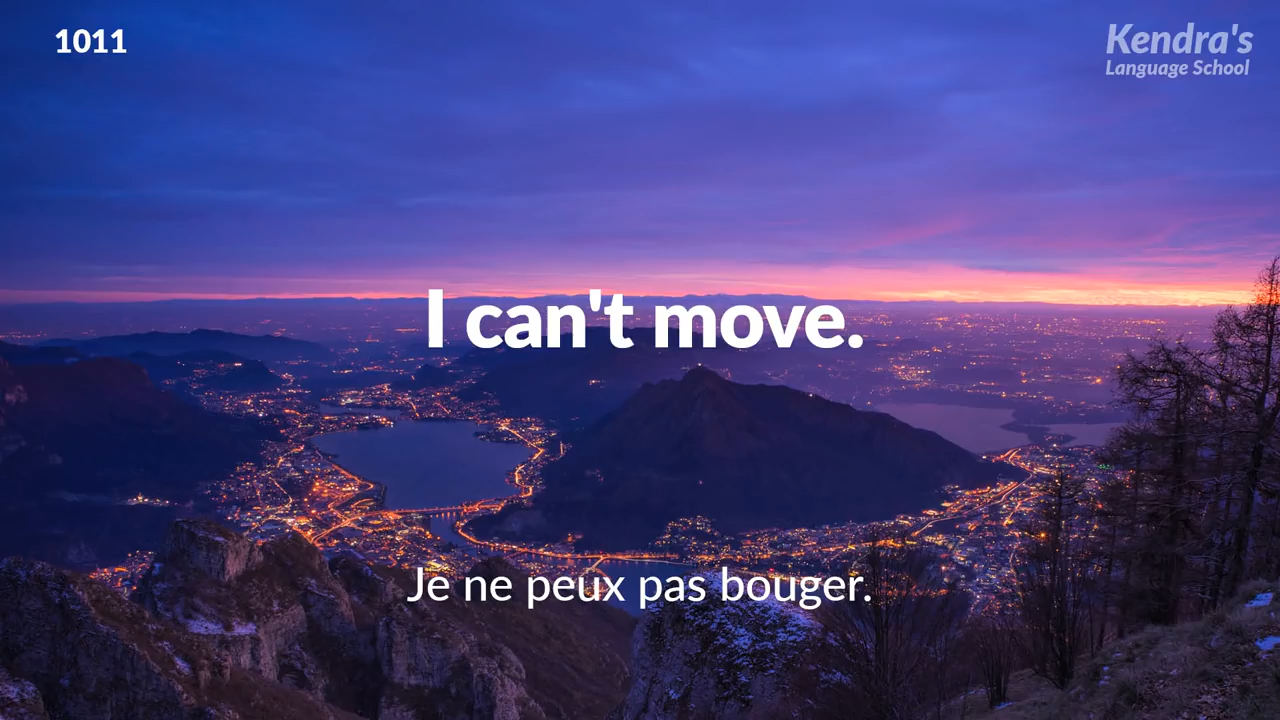 1011
Kendra's
Language School
I can't move.
Je ne peux pas bouger.